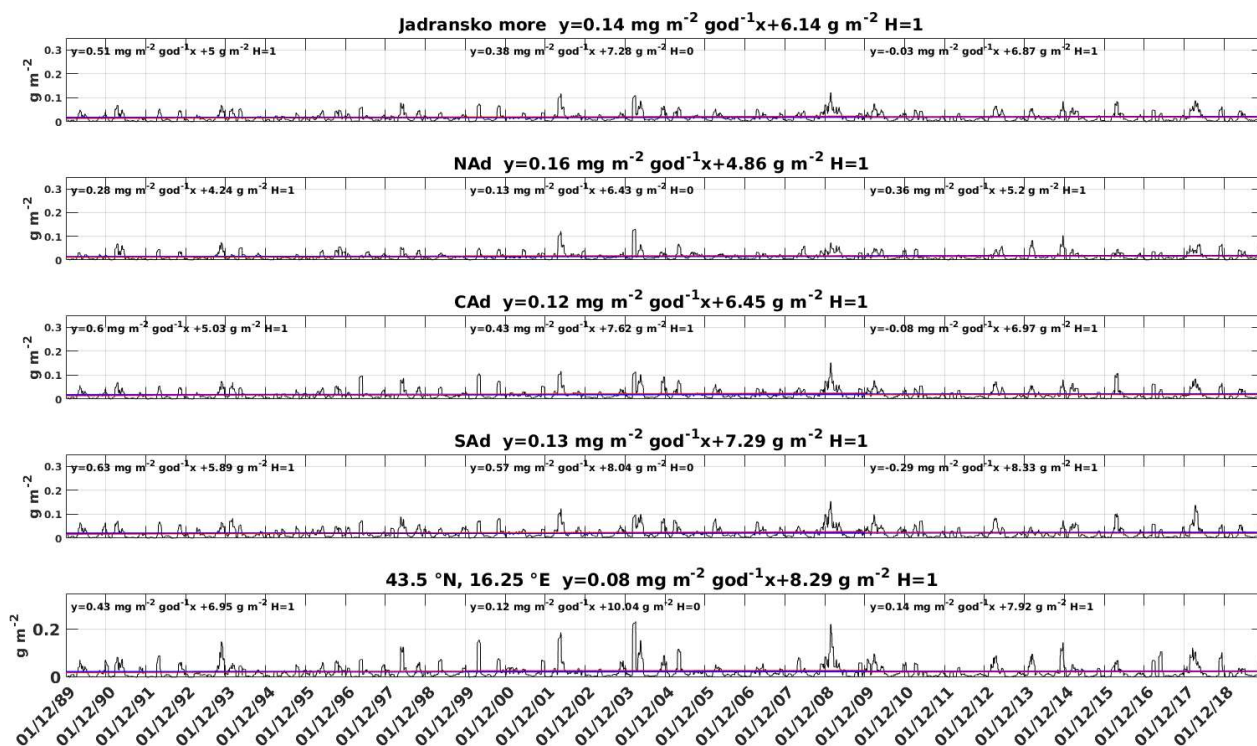 Jadransko more y=0.14 mg m-2 god-1x+6.14 g m-2 H=1
y=0.51 mg m-2 god-1x +5 g m-2 H=1 y=0.38 mg m-2 god-1x +7.28 g m-2 H=0 y=-0.03 mg m-2 god-1x +6.87 g m-2 H=1
0.3
0.2
0.1
0
g m-2
NAd y=0.16 mg m-2 god-1x+4.86 g m-2 H=1
y=0.28 mg m-2 god-1x +4.24 g m-2 H=1 y=0.13 mg m-2 god-1x +6.43 g m-2 H=0 y=0.36 mg m-2 god-1x +5.2 g m-2 H=1
0.3
0.2
0.1
0
g m-2
CAd y=0.12 mg m-2 god-1x+6.45 g m-2 H=1
y=0.6 mg m-2 god-1x +5.03 g m-2 H=1 y=0.43 mg m-2 god-1x +7.62 g m-2 H=1 y=-0.08 mg m-2 god-1x +6.97 g m-2 H=1
0.3
0.2
0.1
0
g m-2
SAd y=0.13 mg m-2 god-1x+7.29 g m-2 H=1
y=0.63 mg m-2 god-1x +5.89 g m-2 H=1 y=0.57 mg m-2 god-1x +8.04 g m-2 H=0 y=-0.29 mg m-2 god-1x +8.33 g m-2 H=1
0.3
0.2
0.1
0
g m-2
43.5 °N, 16.25 °E y=0.08 mg m-2 god-1x+8.29 g m-2 H=1
y=0.43 mg m-2 god-1x +6.95 g m-2 H=1 y=0.12 mg m-2 god-1x +10.04 g m-2 H=0 y=0.14 mg m-2 god-1x +7.92 g m-2 H=1
0.2
0
g m-2
01/12/89 01/12/90 01/12/91 01/12/92 01/12/93 01/12/94 01/12/95 01/12/96 01/12/97 01/12/98 01/12/99 01/12/00 01/12/01 01/12/02 01/12/03 01/12/04 01/12/05 01/12/06 01/12/07 01/12/08 01/12/09 01/12/10 01/12/11 01/12/12 01/12/13 01/12/14 01/12/15 01/12/16 01/12/17 01/12/18